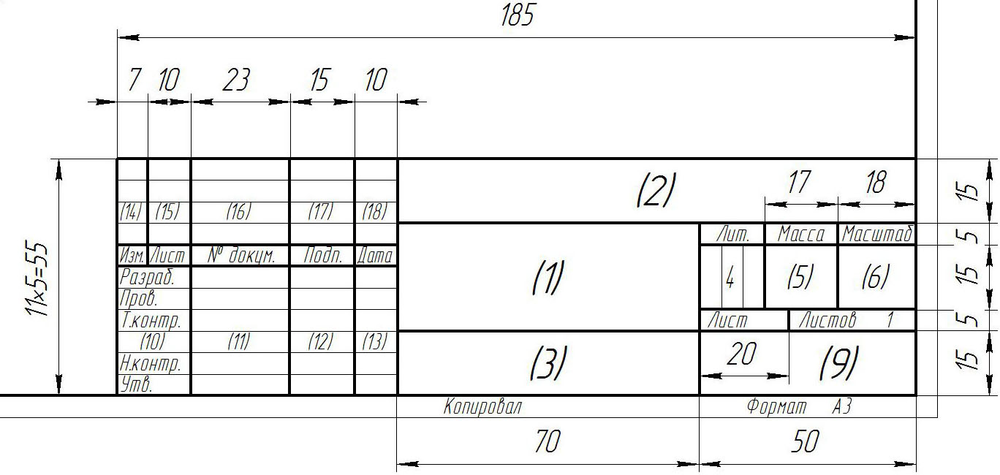 185
7 10 23 15 10
(2) 17 18 15
(14) (15) (16) (17) (18)
Лит. Масса Масштаб 5
Изм. Лист № докум. Подп. Дата
11x5=55
(1) 4 (5) (6) 15
Разраб.
Пров.
Т.контр. Лист Листов 1 5
(10) (11) (12) (13)
(3) 20 (9) 15
Н.контр.
Утв.
Копировал Формат А3
70 50